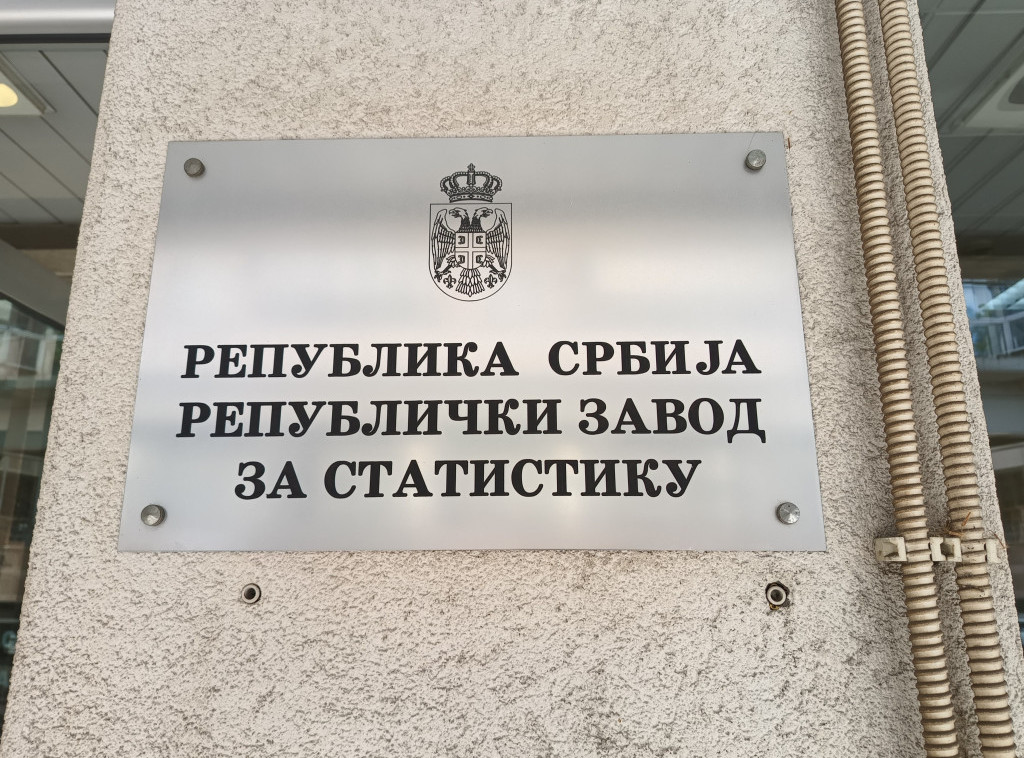 РЕПУБЛИКА СРБИЈА
РЕПУБЛИЧКИ ЗАВОД
ЗА СТАТИСТИКУ